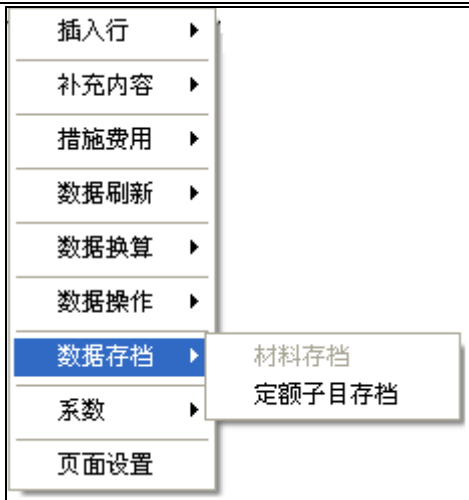 插入行
补充内容
措施费用
数据刷新
数据换算
数据操作
数据存档
材料存档
定额子目存档
系数
页面设置